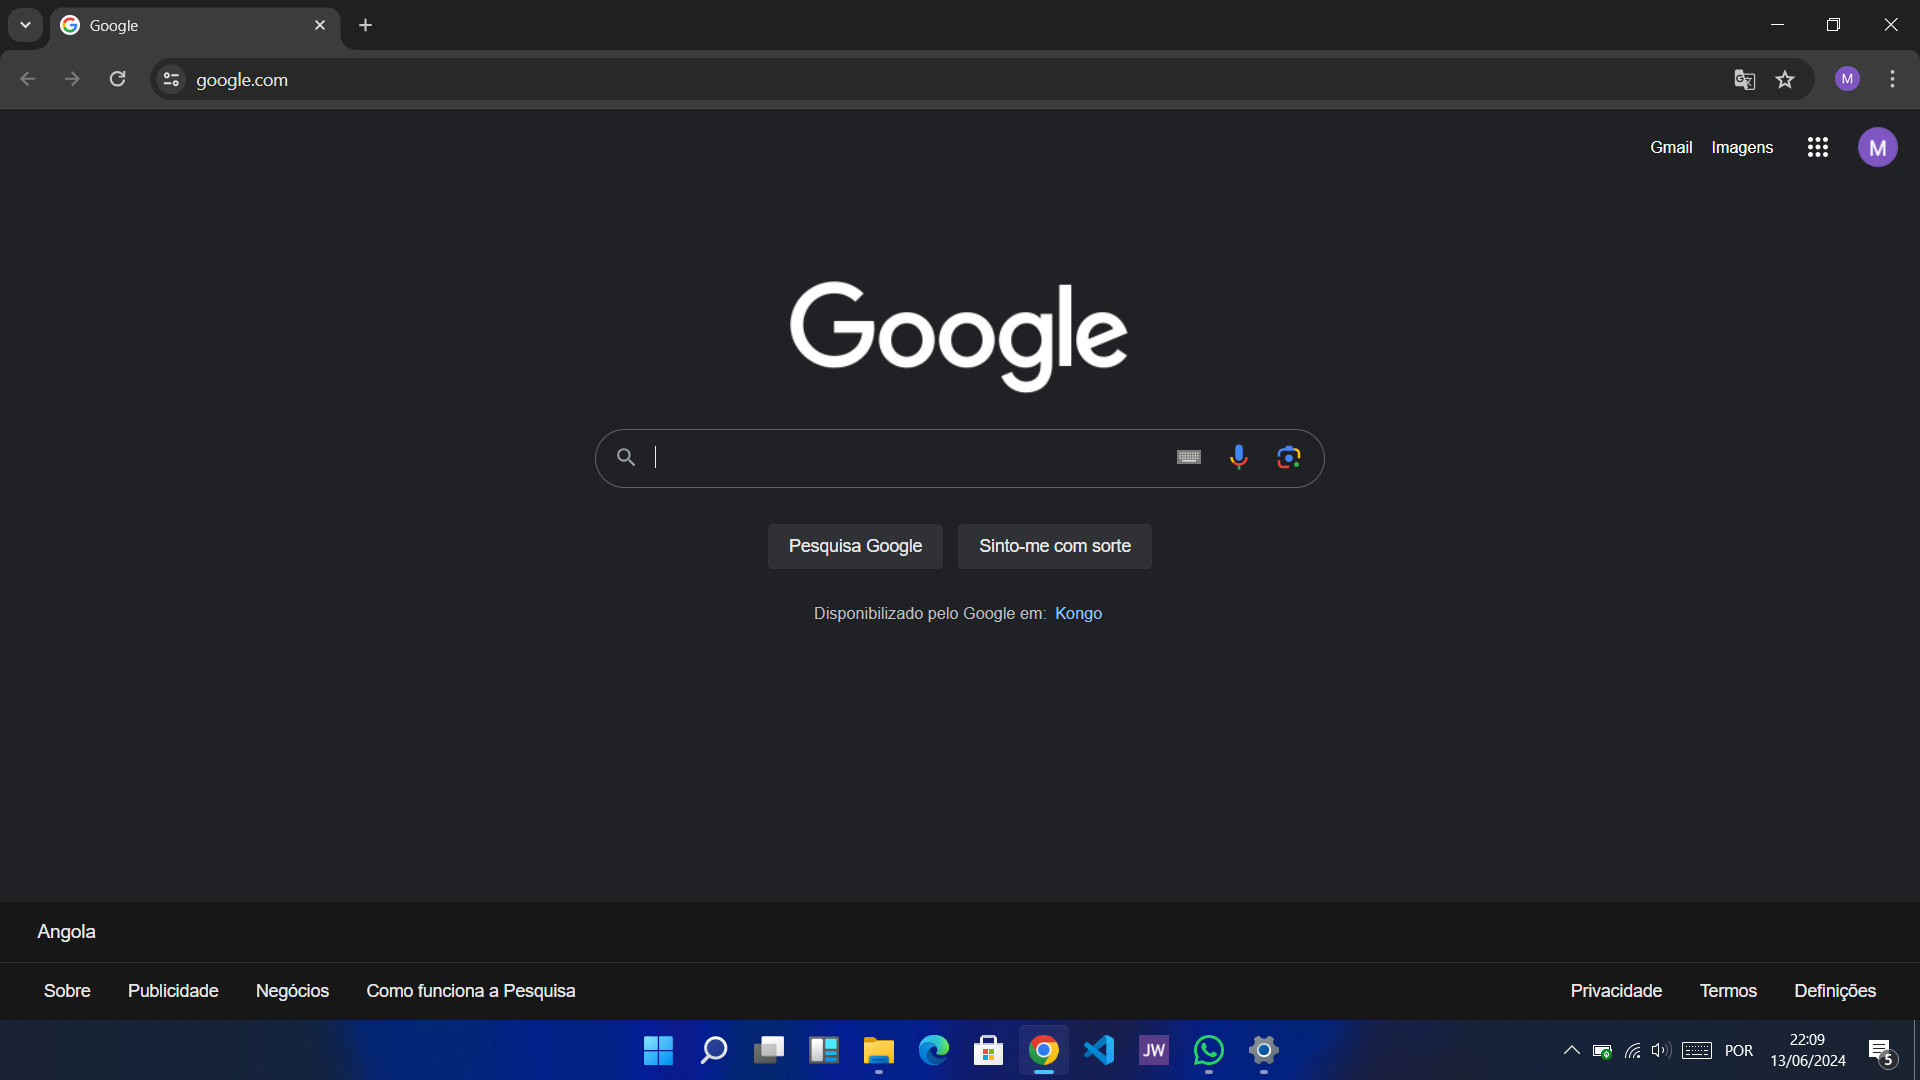 Google
google.com
M
Gmail Imagens
M
Google
Pesquisa Google Sinto-me com sorte
Disponibilizado pelo Google em: Kongo
Angola
Sobre Publicidade Negócios Como funciona a Pesquisa Privacidade Termos Definições
JW
POR
22:09
13/06/2024
5